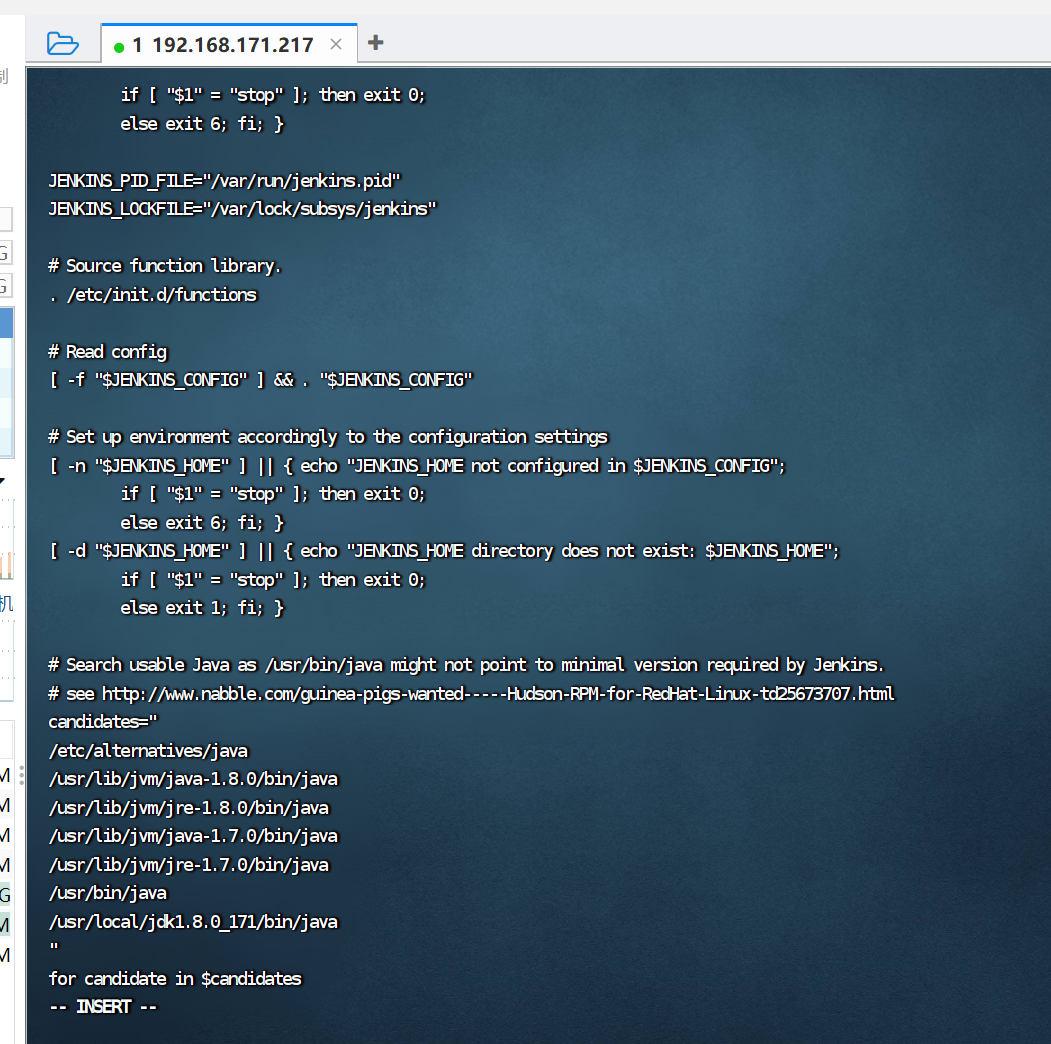 1 192.168.171.217
制
if [ "$1" = "stop" ]; then exit 0;
else exit 6; fi; }
JENKINS_PID_FILE="/var/run/jenkins.pid"
JENKINS_LOCKFILE="/var/lock/subsys/jenkins"
# Source function library.
. /etc/init.d/functions
# Read config
[ -f "$JENKINS_CONFIG" ] && . "$JENKINS_CONFIG"
# Set up environment accordingly to the configuration settings
[ -n "$JENKINS_HOME" ] || { echo "JENKINS_HOME not configured in $JENKINS_CONFIG";
if [ "$1" = "stop" ]; then exit 0;
else exit 6; fi; }
[ -d "$JENKINS_HOME" ] || { echo "JENKINS_HOME directory does not exist: $JENKINS_HOME";
if [ "$1" = "stop" ]; then exit 0;
else exit 1; fi; }
# Search usable Java as /usr/bin/java might not point to minimal version required by Jenkins.
# see http://www.nabble.com/guinea-pigs-wanted-----Hudson-RPM-for-RedHat-Linux-td25673707.html
candidates="
/etc/alternatives/java
/usr/lib/jvm/java-1.8.0/bin/java
/usr/lib/jvm/jre-1.8.0/bin/java
/usr/lib/jvm/java-1.7.0/bin/java
/usr/lib/jvm/jre-1.7.0/bin/java
/usr/bin/java
/usr/local/jdk1.8.0_171/bin/java
"
for candidate in $candidates
-- INSERT --
G
G
机
M
M
M
M
G
M
M